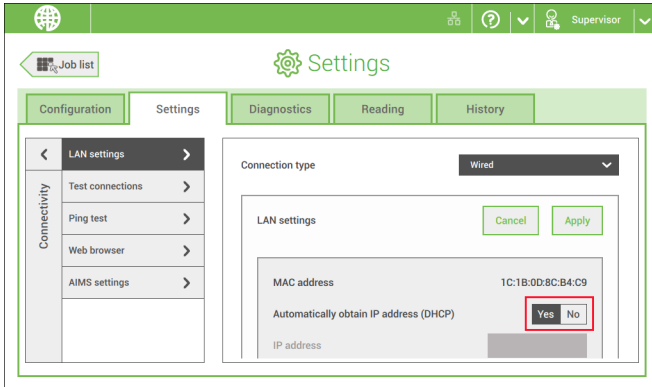 Supervisor
Job list
Settings
Configuration
Settings
Diagnostics
Reading
History
Connectivity
LAN settings
Test connections
Ping test
Web browser
AIMS settings
Connection type
Wired
LAN settings
Cancel
Apply
MAC address
1C:1B:0D:8C:B4:C9
Automatically obtain IP address (DHCP)
Yes
No
IP address